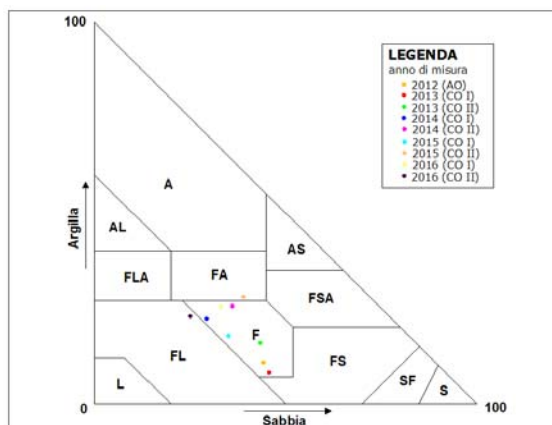 100
LEGENDA
anno di misura
2012 (AO)
2013 (CO I)
2013 (CO II)
2014 (CO I)
2014 (CO II)
2015 (CO I)
2015 (CO II)
2016 (CO I)
2016 (CO II)
A
AL
AS
Argilla
FLA
FA
FSA
F
FL
FS
L
SF
S
0
Sabbia
100